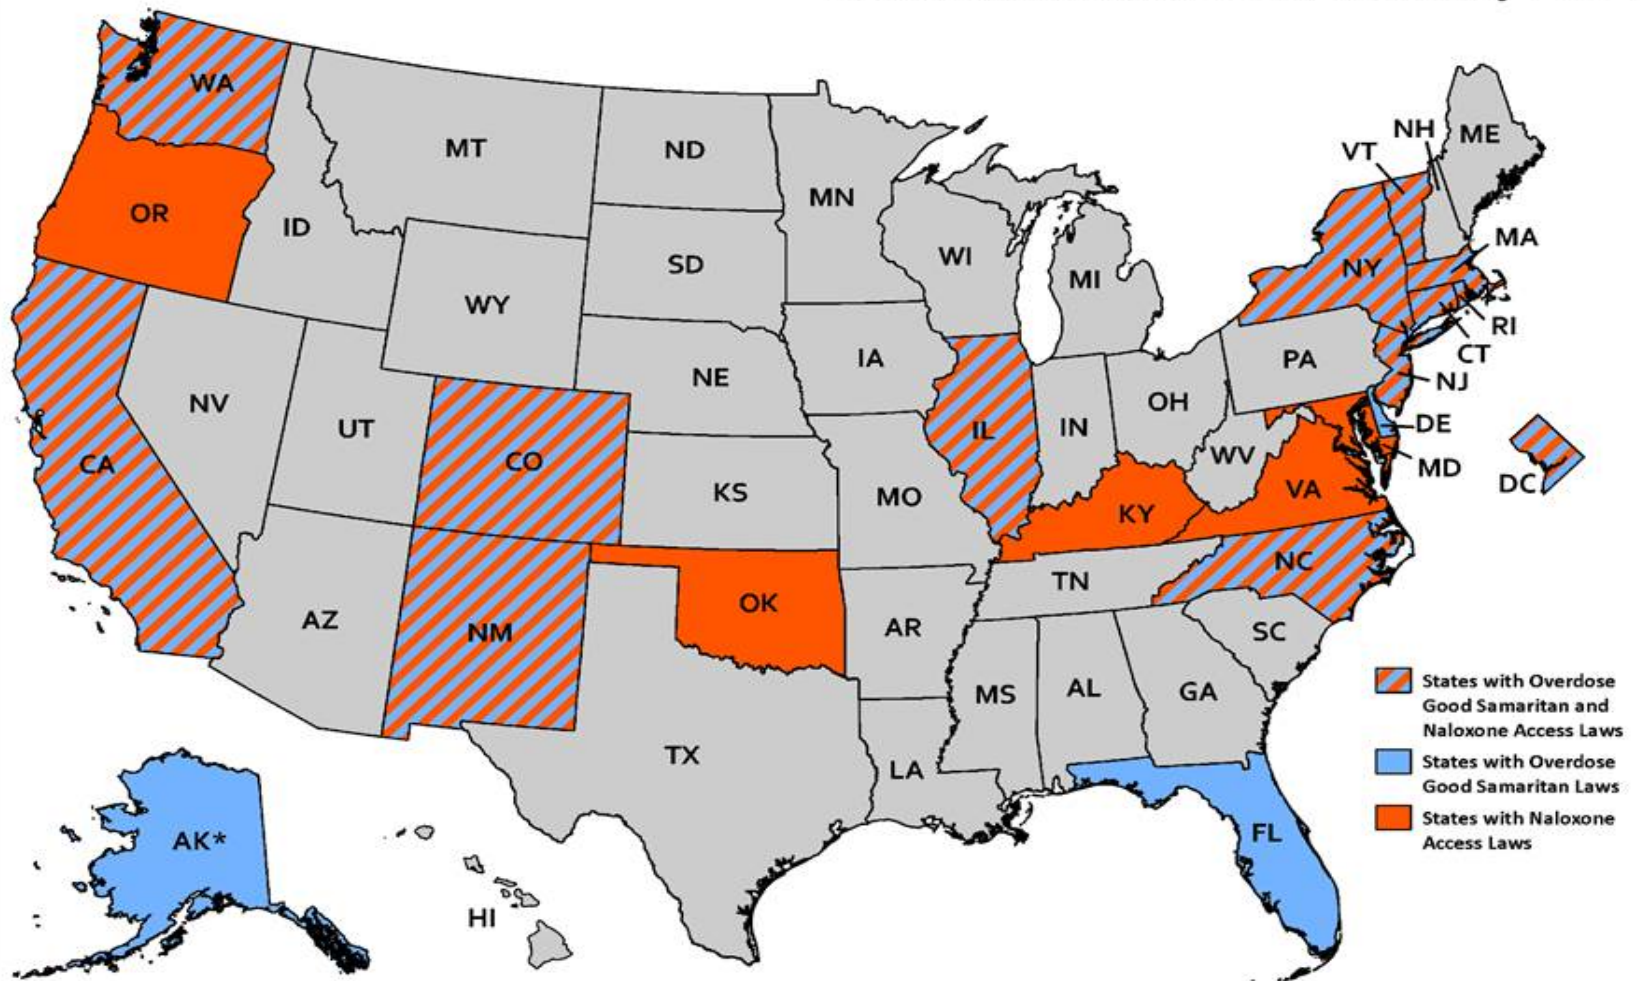 WA
MT
ND
MN
OR
ID
WY
SD
WI
MI
NH
VT
ME
MA
NY
RI
CT
NJ
PA
DE
MD
DC
NV
UT
CO
NE
IA
IL
IN
OH
WV
VA
KY
CA
KS
MO
AZ
NM
OK
AR
TN
NC
SC
MS
AL
GA
TX
LA
FL
AK*
HI
States with Overdose
Good Samaritan and
Naloxone Access Laws
States with Overdose
Good Samaritan Laws
States with Naloxone
Access Laws